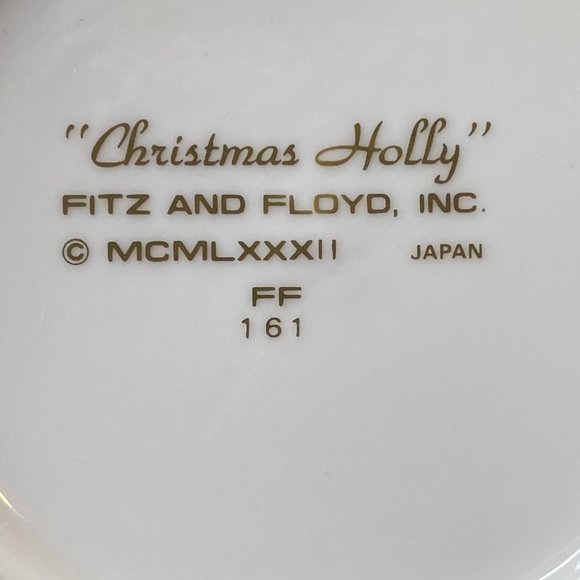 "Christmas Holly"
FITZ AND FLOYD, INC.
© MCMLXXXII JAPAN
FF
161